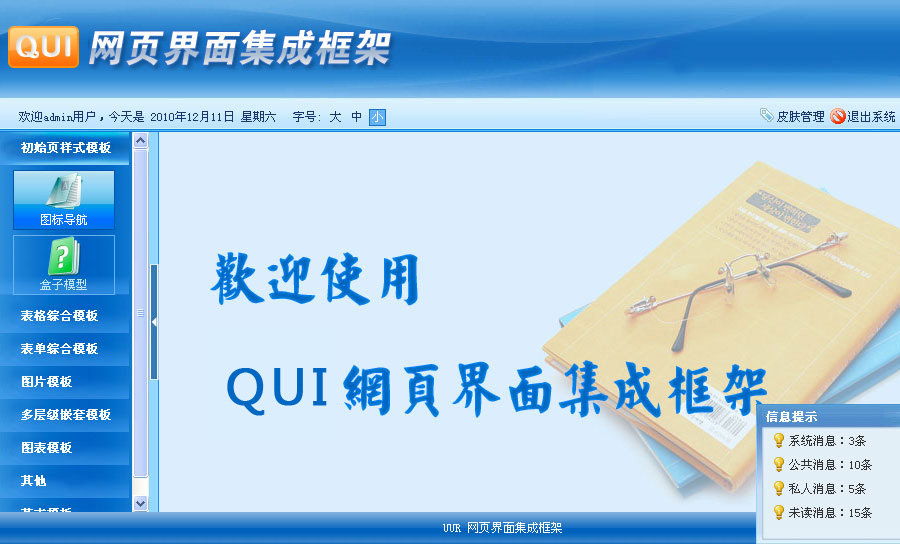 QUI 网页界面集成框架
欢迎admin用户，今天是 2010年12月11日 星期六 字号: 大 中 小
皮肤管理 退出系统
初始页样式模板
图标导航
盒子模型
表格综合模板
表单综合模板
图片模板
多层级嵌套模板
图表模板
其他
歡迎使用
QUI 網頁界面集成框架
信息提示
系统消息：3条
公共消息：10条
私人消息：5条
未读消息：15条
UUR 网页界面集成框架